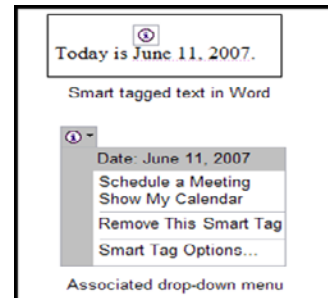 Today is June 11, 2007.
Smart tagged text in Word
Date: June 11, 2007
Schedule a Meeting
Show My Calendar
Remove This Smart Tag
Smart Tag Options...
Associated drop-down menu